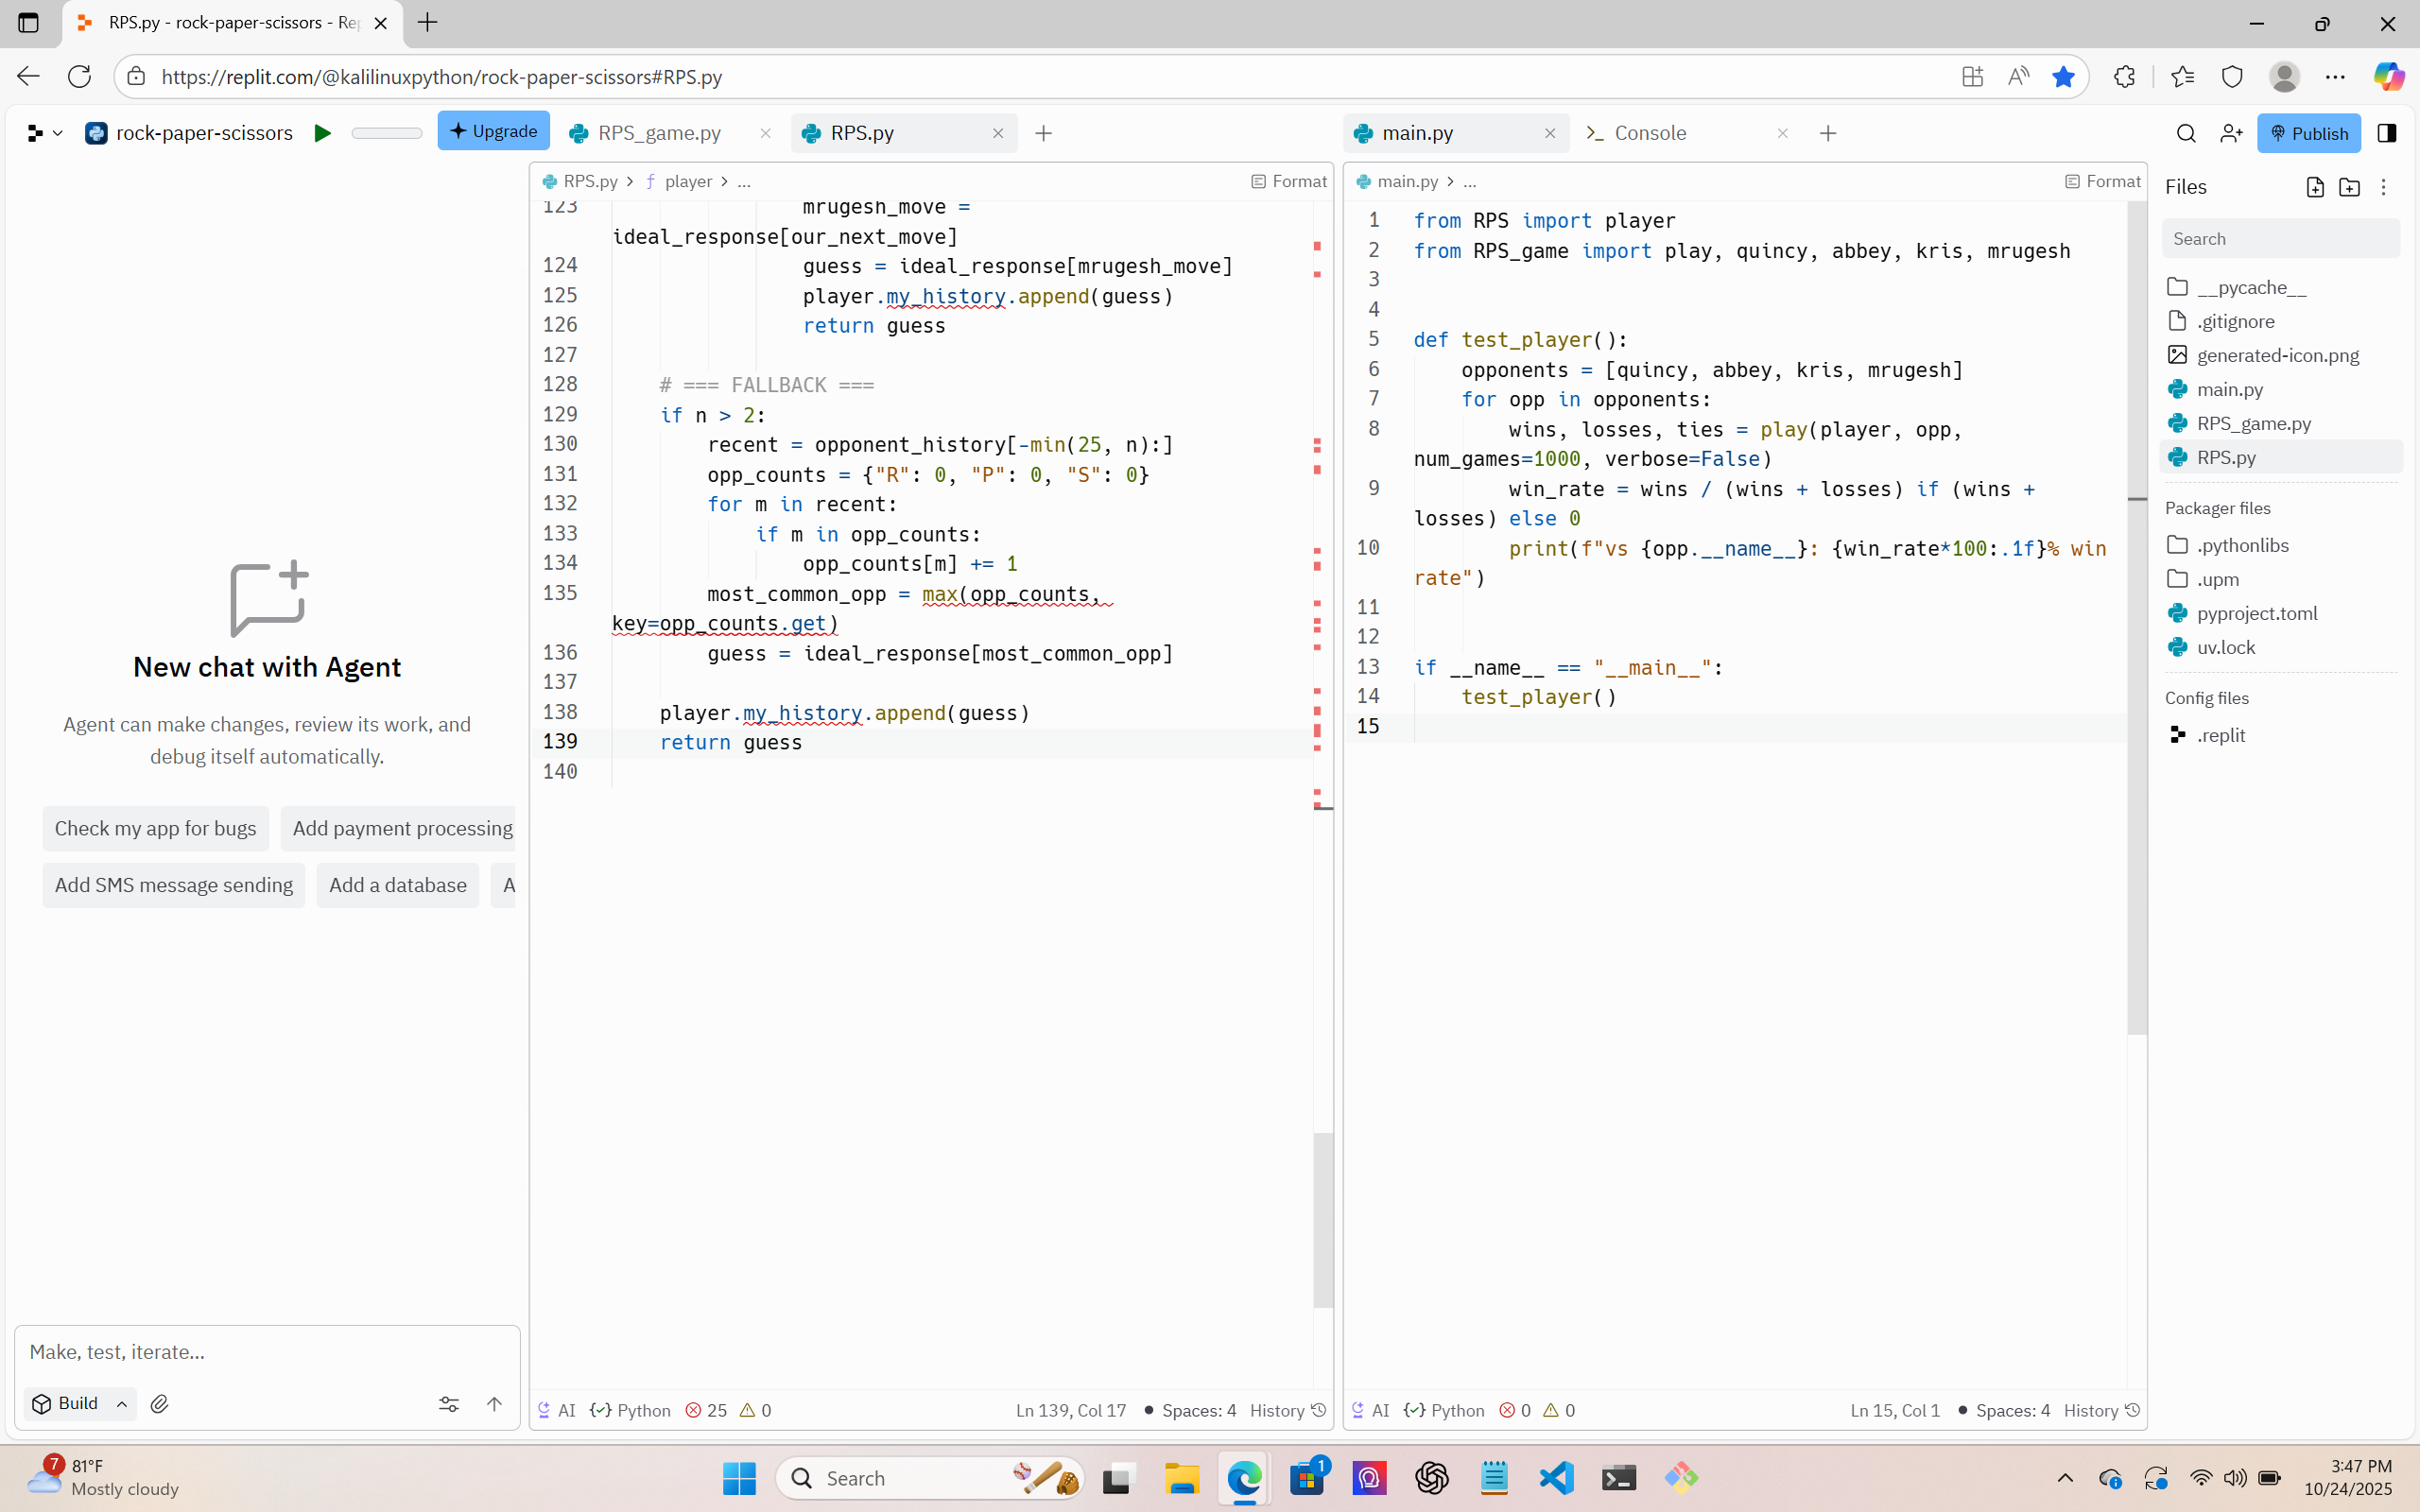 RPS.py - rock-paper-scissors - Rep
https://replit.com/@kalilinuxpython/rock-paper-scissors#RPS.py
rock-paper-scissors
Upgrade
RPS_game.py
RPS.py
main.py
Console
Publish
New chat with Agent
Agent can make changes, review its work, and
debug itself automatically.
Check my app for bugs
Add payment processing
Add SMS message sending
Add a database
A
Make, test, iterate...
Build
RPS.py > player > ...
Format
123 mrugesh_move =
ideal_response[our_next_move]
124 guess = ideal_response[mrugesh_move]
125 player.my_history.append(guess)
126 return guess
127
128 # === FALLBACK ===
129 if n > 2:
130 recent = opponent_history[-min(25, n):]
131 opp_counts = {"R": 0, "P": 0, "S": 0}
132 for m in recent:
133 if m in opp_counts:
134 opp_counts[m] += 1
135 most_common_opp = max(opp_counts,
key=opp_counts.get)
136 guess = ideal_response[most_common_opp]
137
138 player.my_history.append(guess)
139 return guess
140
AI {✓} Python 25 0 Ln 139, Col 17 Spaces: 4 History
main.py > ...
Format
1 from RPS import player
2 from RPS_game import play, quincy, abbey, kris, mrugesh
3
4
5 def test_player():
6 opponents = [quincy, abbey, kris, mrugesh]
7 for opp in opponents:
8 wins, losses, ties = play(player, opp,
num_games=1000, verbose=False)
9 win_rate = wins / (wins + losses) if (wins +
losses) else 0
10 print(f"vs {opp.__name__}: {win_rate*100:.1f}% win
rate")
11
12
13 if __name__ == "__main__":
14 test_player()
15
AI {✓} Python 0 0 Ln 15, Col 1 Spaces: 4 History
Files
Search
__pycache__
.gitignore
generated-icon.png
main.py
RPS_game.py
RPS.py
Packager files
.pythonlibs
.upm
pyproject.toml
uv.lock
Config files
.replit
7
81°F
Mostly cloudy
Search
1
3:47 PM
10/24/2025